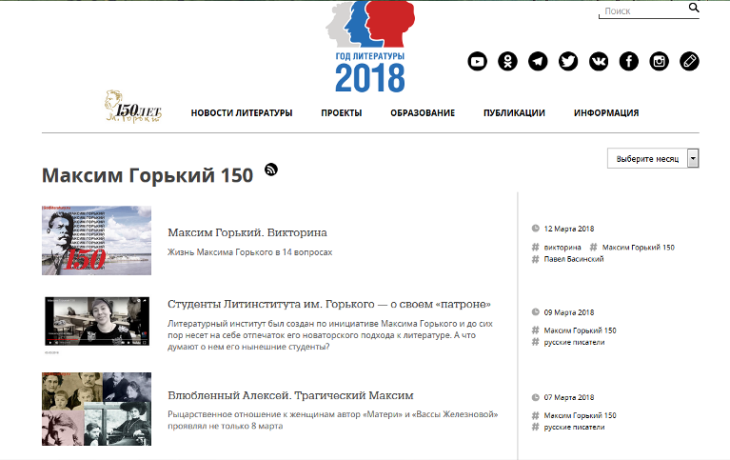 Поиск
ГОД ЛИТЕРАТУРЫ
2018
150 ЛЕТ
М. Горький
НОВОСТИ ЛИТЕРАТУРЫ
ПРОЕКТЫ
ОБРАЗОВАНИЕ
ПУБЛИКАЦИИ
ИНФОРМАЦИЯ
Выберите месяц
Максим Горький 150
150
Максим Горький. Викторина
Жизнь Максима Горького в 14 вопросах
12 Марта 2018
# викторина # Максим Горький 150
# Павел Басинский
Студенты Литинститута им. Горького — о своем «патроне»
Литературный институт был создан по инициативе Максима Горького и до сих
пор несет на себе отпечаток его новаторского подхода к литературе. А что
думают о нем его нынешние студенты?
09 Марта 2018
# Максим Горький 150
# русские писатели
Влюбленный Алексей. Трагический Максим
Рыцарственное отношение к женщинам автор «Матери» и «Вассы Железновой»
проявлял не только 8 марта
07 Марта 2018
# Максим Горький 150
# русские писатели